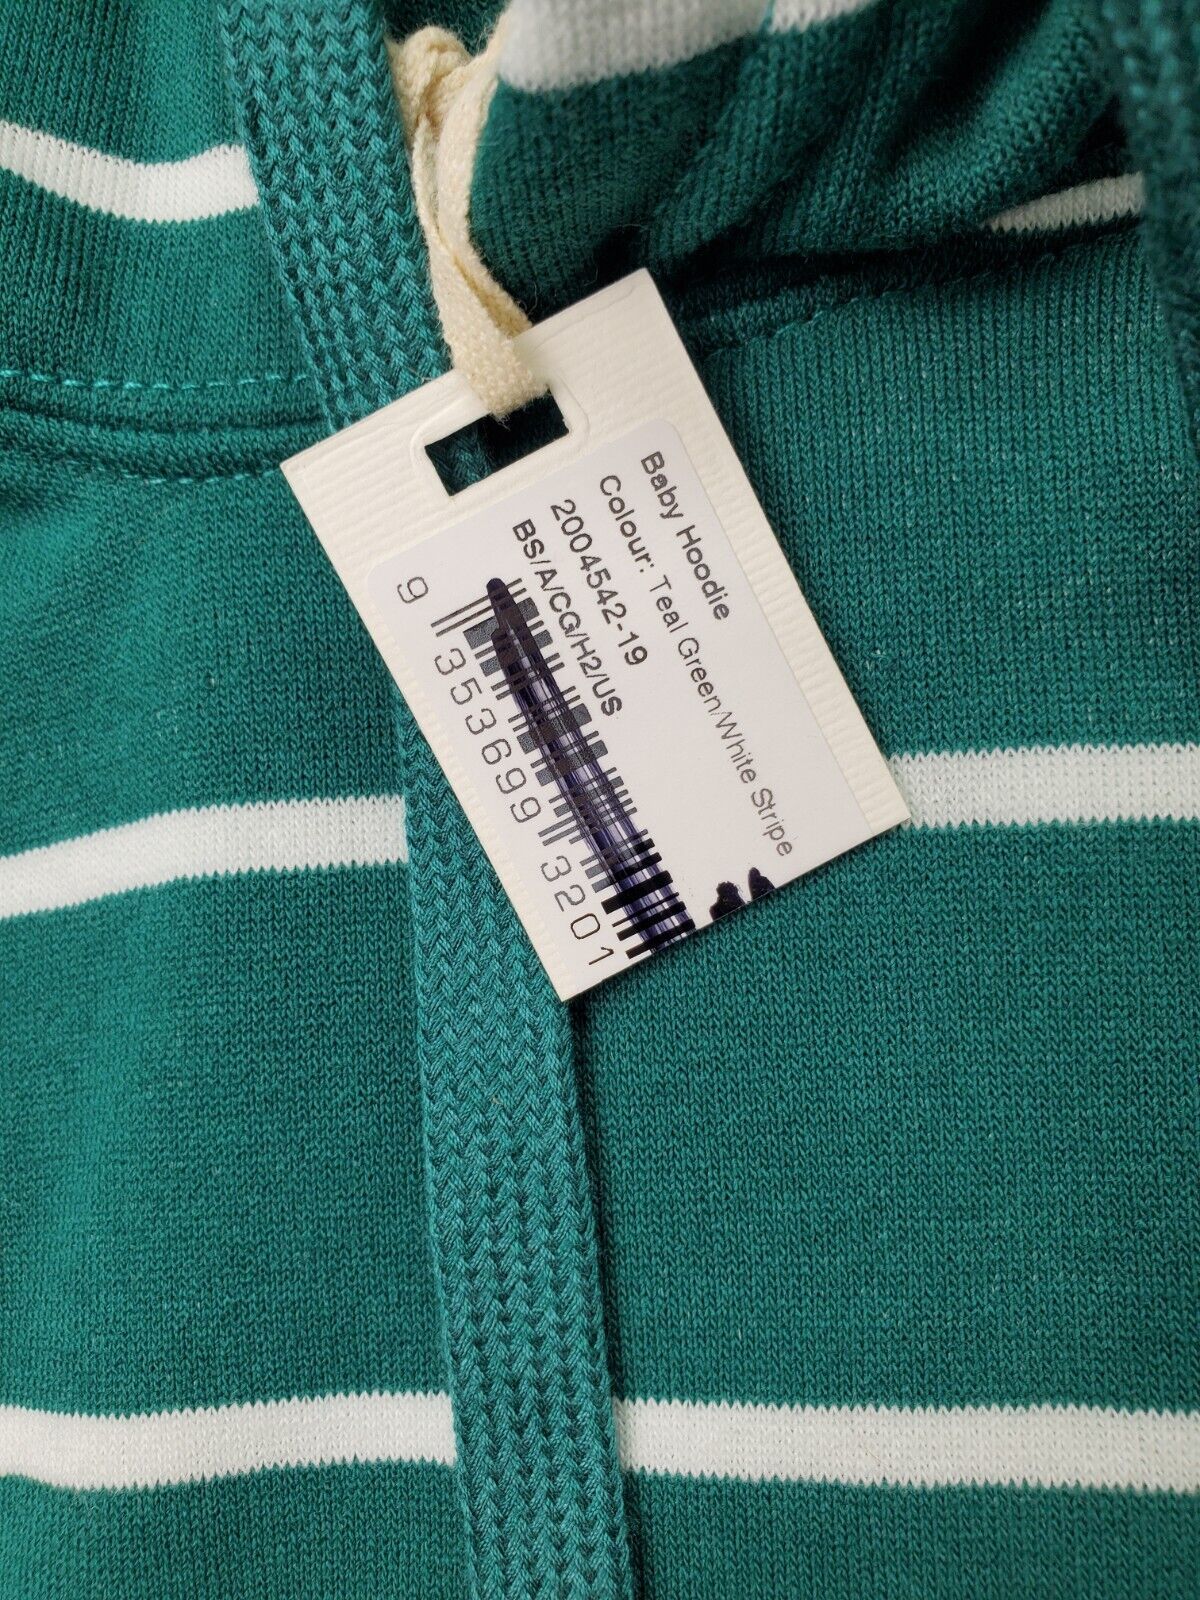 Baby Hoodie
Colour: Teal Green/White Stripe
2004542-19
BS/A/CG/H2/US
9 353699 3201